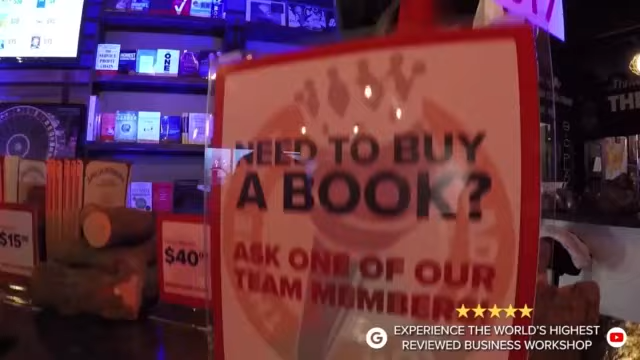 NEED TO BUY
A BOOK?
ASK ONE OF OUR
TEAM MEMBERS
$15
$40
EXPERIENCE THE WORLD'S HIGHEST
REVIEWED BUSINESS WORKSHOP
G